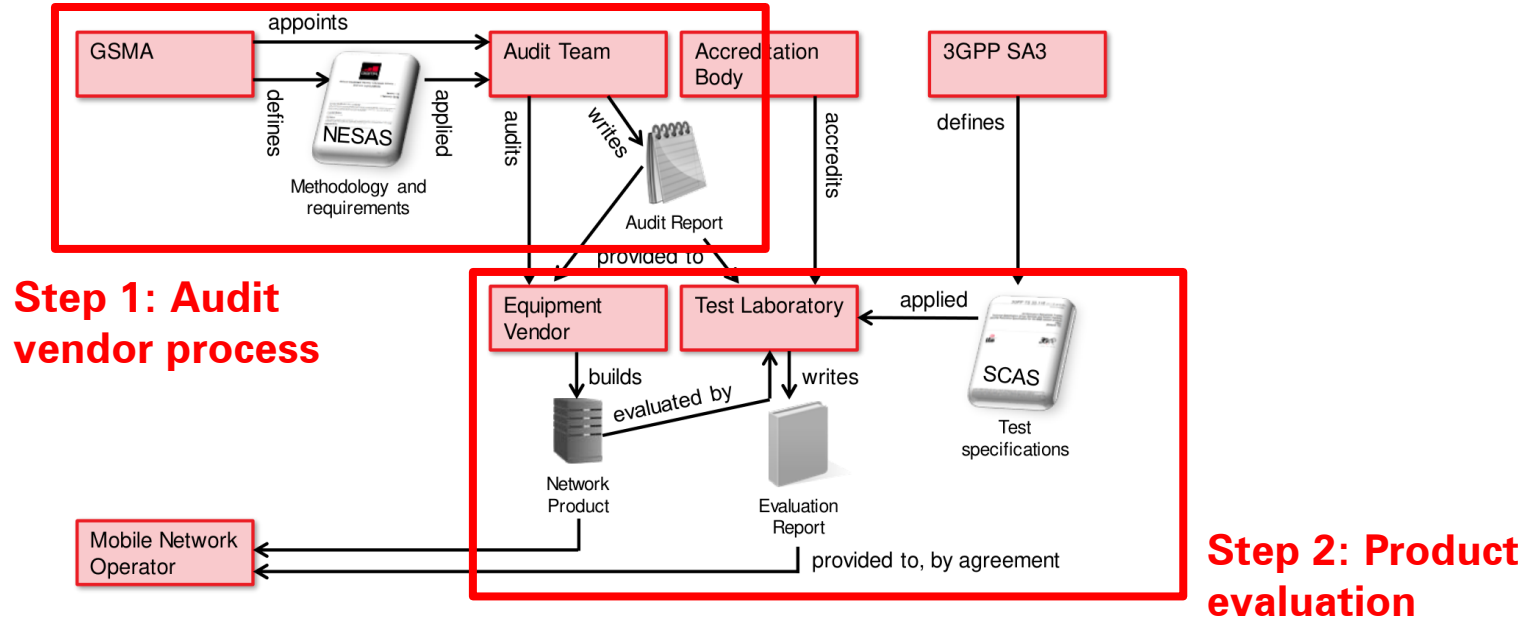 appoints
GSMA
Audit Team
Accreditation
Body
3GPP SA3
defines
NESAS
applied
audits
writes
accredits
defines
Methodology and
requirements
Audit Report
provided to
Step 1: Audit
vendor process
Equipment
Vendor
Test Laboratory
applied
SCAS
builds
evaluated by
writes
Test
specifications
Network
Product
Evaluation
Report
Mobile Network
Operator
provided to, by agreement
Step 2: Product
evaluation